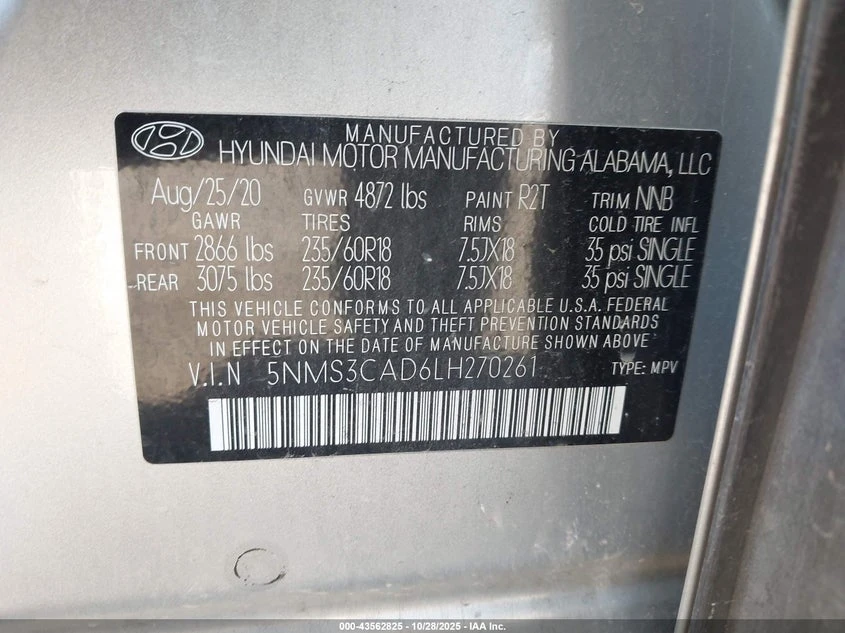 MANUFACTURED BY
HYUNDAI MOTOR MANUFACTURING ALABAMA, LLC
Aug/25/20 GVWR 4872 lbs PAINT R2T TRIM NNB
GAWR TIRES RIMS COLD TIRE INFL
FRONT 2866 lbs 235/60R18 7.5JX18 35 psi SINGLE
REAR 3075 lbs 235/60R18 7.5JX18 35 psi SINGLE
THIS VEHICLE CONFORMS TO ALL APPLICABLE U.S.A. FEDERAL
MOTOR VEHICLE SAFETY AND THEFT PREVENTION STANDARDS
IN EFFECT ON THE DATE OF MANUFACTURE SHOWN ABOVE.
V.I.N 5NMS3CAD6LH270261 TYPE: MPV
000-43562825 | 10/28/2025 | IAA Inc.